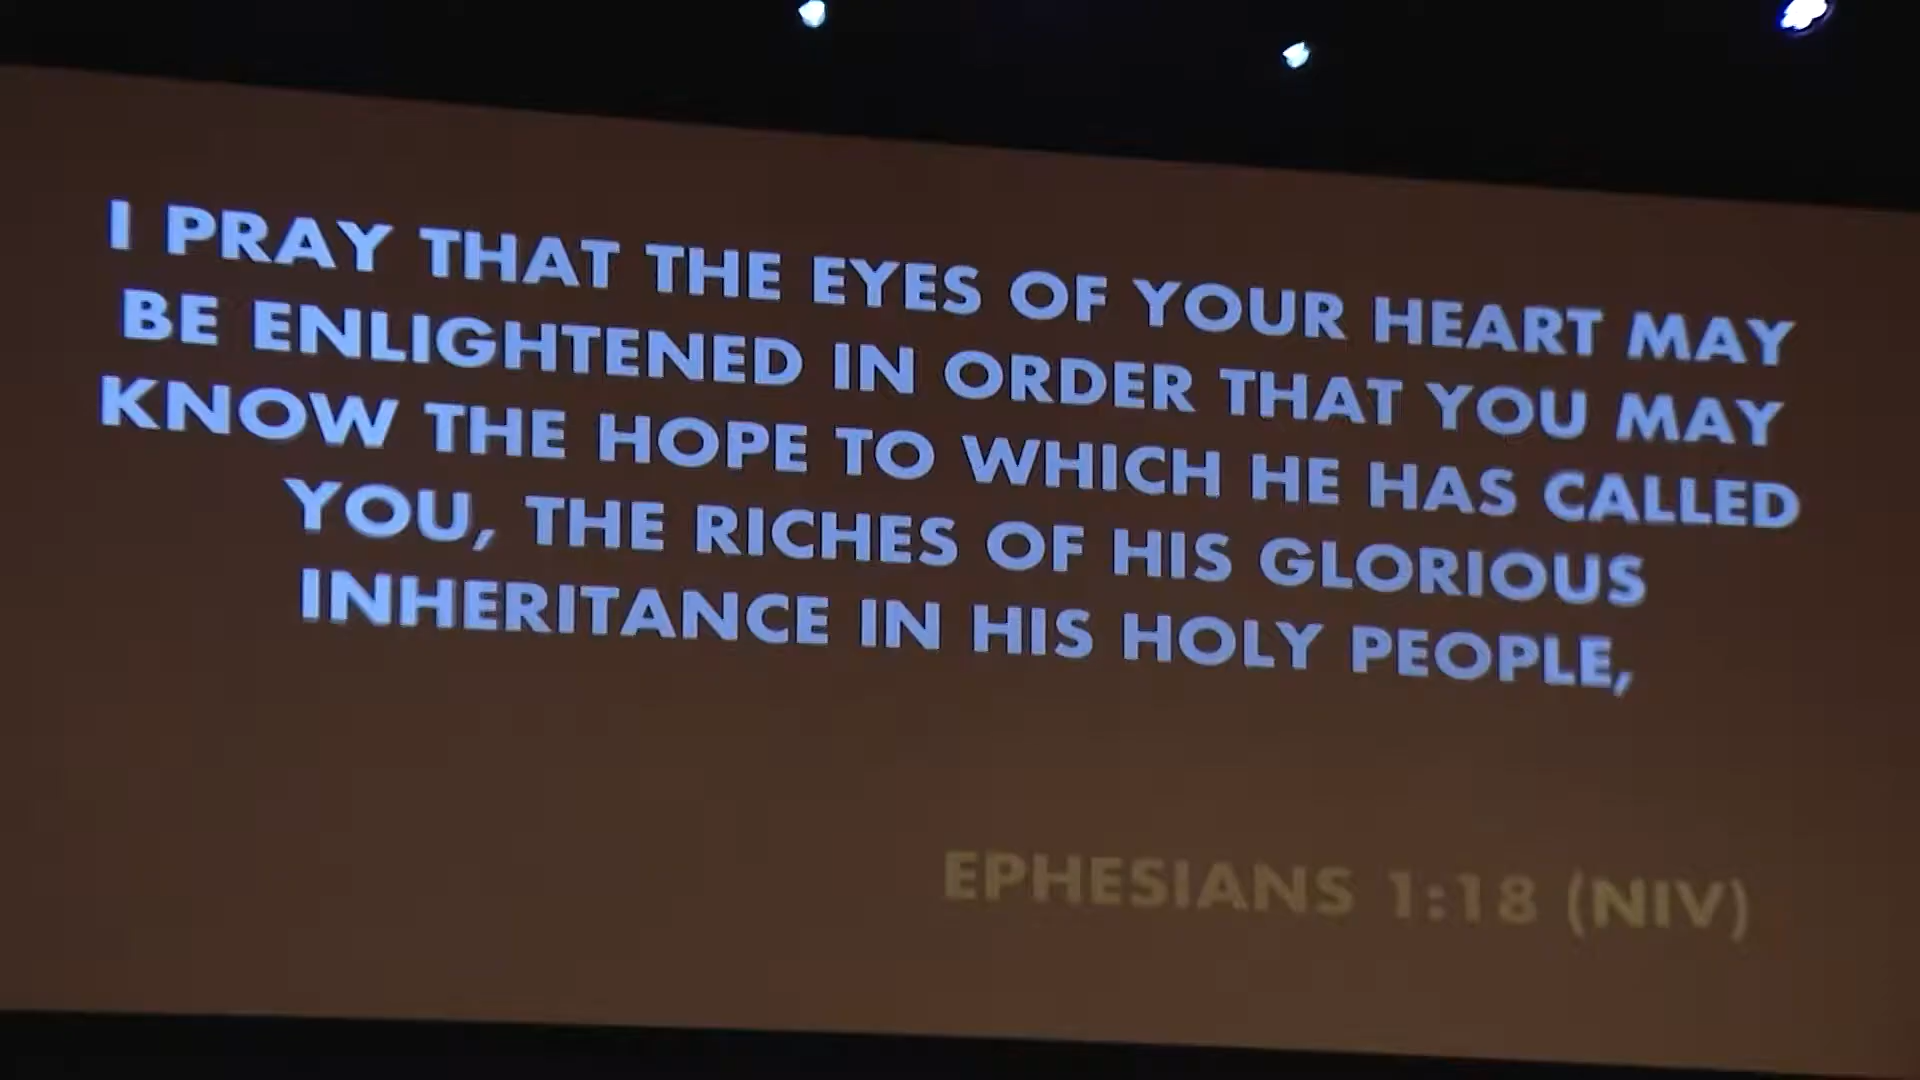 I PRAY THAT THE EYES OF YOUR HEART MAY
BE ENLIGHTENED IN ORDER THAT YOU MAY
KNOW THE HOPE TO WHICH HE HAS CALLED
YOU, THE RICHES OF HIS GLORIOUS
INHERITANCE IN HIS HOLY PEOPLE,
EPHESIANS 1:18 (NIV)